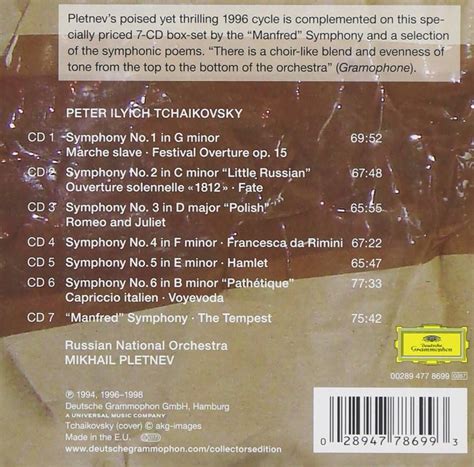 Pletnev's poised yet thrilling 1996 cycle is complemented on this spe-
cially priced 7-CD box-set by the "Manfred" Symphony and a selection
of the symphonic poems. "There is a choir-like blend and evenness of
tone from the top to the bottom of the orchestra" (Gramophone).
PETER ILYICH TCHAIKOVSKY
CD 1 Symphony No. 1 in G minor 69:52
Marche slave · Festival Overture op. 15
CD 2 Symphony No. 2 in C minor "Little Russian" 67:48
Ouverture solennelle «1812» · Fate
CD 3 Symphony No. 3 in D major "Polish" 65:55
Romeo and Juliet
CD 4 Symphony No. 4 in F minor · Francesca da Rimini 67:22
CD 5 Symphony No. 5 in E minor · Hamlet 65:47
CD 6 Symphony No. 6 in B minor "Pathétique" 77:33
Capriccio italien · Voyevoda
CD 7 "Manfred" Symphony · The Tempest 75:42
Russian National Orchestra
MIKHAIL PLETNEV
Deutsche
Grammophon
00289 477 8699
℗ 1994, 1996–1998
Deutsche Grammophon GmbH, Hamburg
A UNIVERSAL MUSIC COMPANY
Tchaikovsky (cover) © akg-images
Made in the E.U.
www.deutschegrammophon.com/collectorsedition
0 28947 78699 3